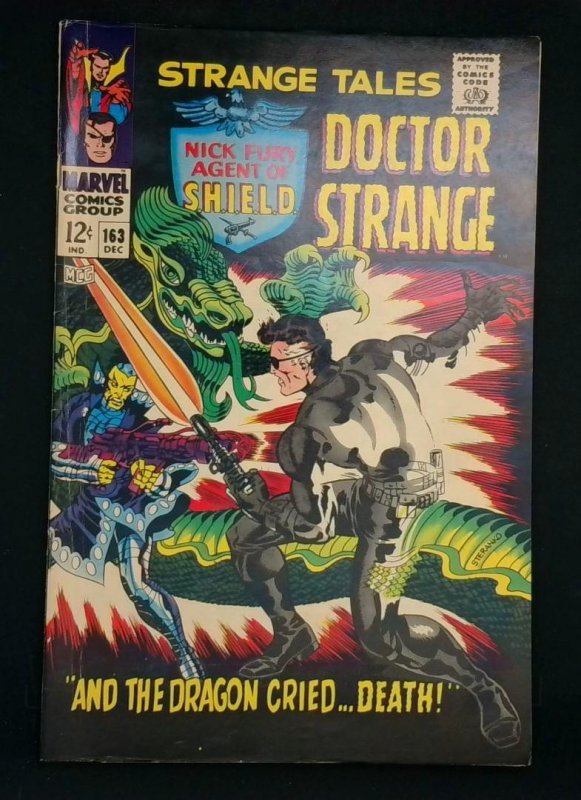 STRANGE TALES
APPROVED
BY THE
COMICS
CODE
CA
AUTHORITY
NICK FURY
AGENT OF
S.H.I.E.L.D.
DOCTOR
STRANGE
MARVEL
COMICS
GROUP
12¢
IND.
163
DEC
MCG
STERANKO
"AND THE DRAGON CRIED...DEATH!"